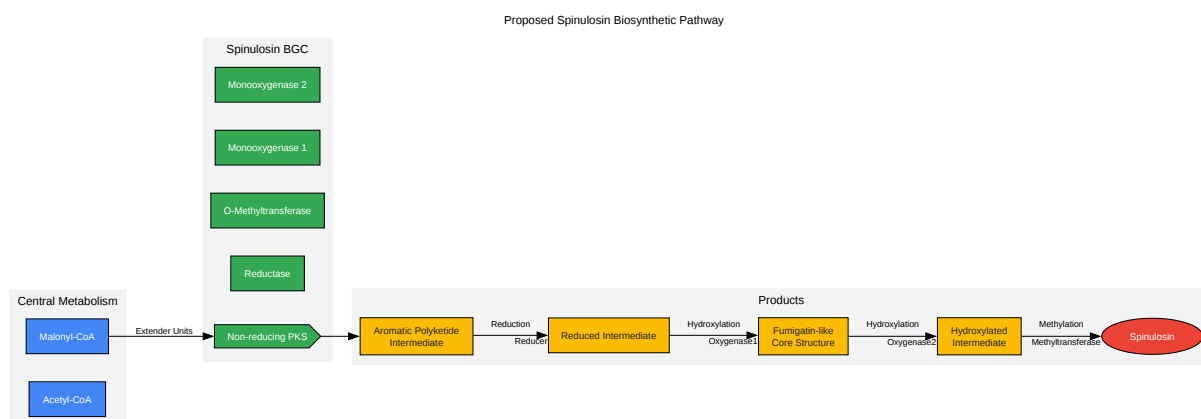 Proposed Spinulosin Biosynthetic Pathway
Spinulosin BGC
Monooxygenase 2
Monooxygenase 1
O-Methyltransferase
Reductase
Non-reducing PKS
Central Metabolism
Malonyl-CoA
Acetyl-CoA
Extender Units
Products
Aromatic Polyketide
Intermediate
Reduction
Reducer
Reduced Intermediate
Hydroxylation
Oxygenase1
Fumigatin-like
Core Structure
Hydroxylation
Oxygenase2
Hydroxylated
Intermediate
Methylation
Methyltransferase
Spinulosin